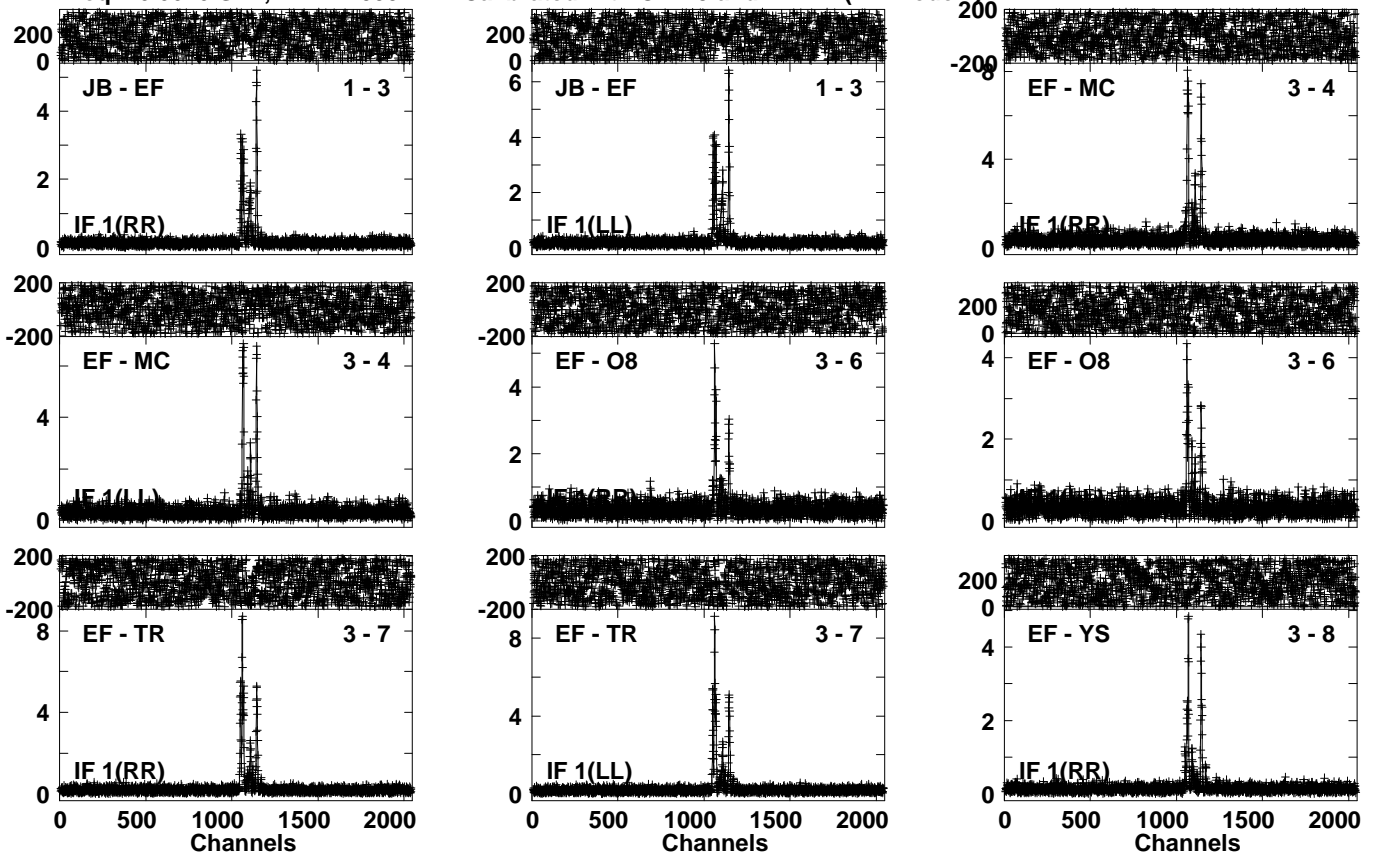 200 200 200
0 0 -200
JB - EF 1 - 3 JB - EF 1 - 3 EF - MC 3 - 4
6 8
4 4 4
2 2
IF 1(RR) IF 1(LL) IF 1(RR)
0 0 0
200 200 200
-200 -200 0
EF - MC 3 - 4 EF - O8 3 - 6 EF - O8 3 - 6
4 4 4
2 2
IF 1(LL) IF 1(RR)
0 0 0
200 200 200
-200 -200 0
EF - TR 3 - 7 EF - TR 3 - 7 EF - YS 3 - 8
8 8 4
4 4 2
IF 1(RR) IF 1(LL) IF 1(RR)
0 0 0
0 500 1000 1500 2000 0 500 1000 1500 2000 0 500 1000 1500 2000
Channels Channels Channels